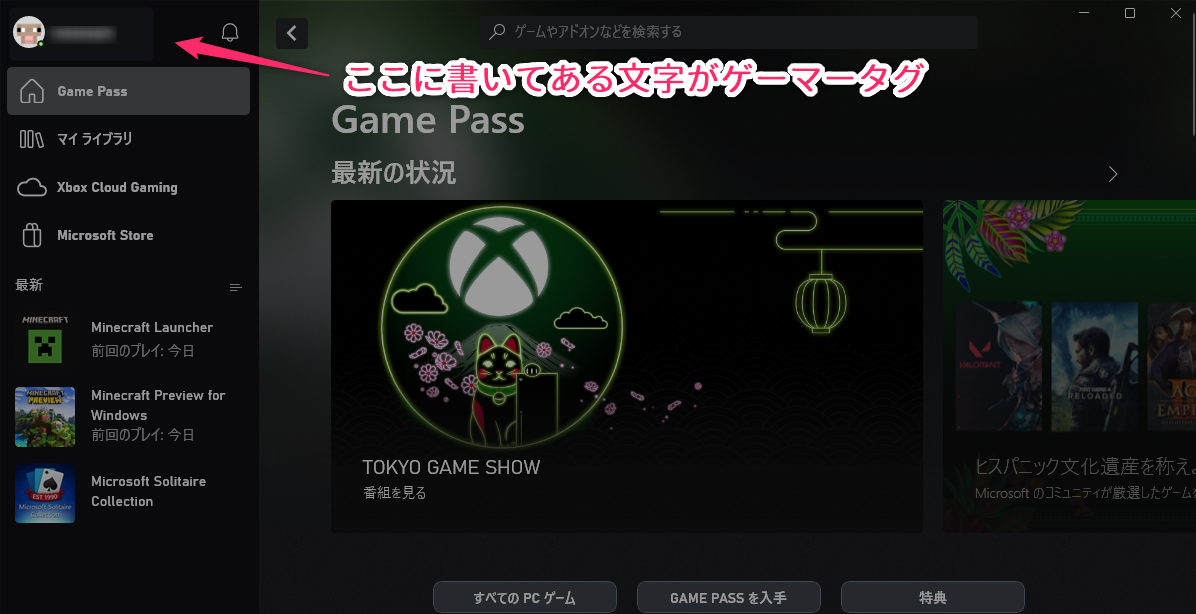 ゲームやアドオンなどを検索する
ここに書いてある文字がゲーマータグ
Game Pass
マイ ライブラリ
Xbox Cloud Gaming
Microsoft Store
最新
MINECRAFT
Minecraft Launcher
前回のプレイ: 今日
MINECRAFT
PREVIEW
Minecraft Preview for
Windows
前回のプレイ: 今日
EST 1990
Microsoft Solitaire
Collection
Microsoft Solitaire
Collection
Game Pass
最新の状況
TOKYO GAME SHOW
番組を見る
VALORANT
RELOADED
ヒスパニック文化遺産を称えよ
Microsoft のコミュニティが厳選したゲームを
すべての PC ゲーム
GAME PASS を入手
特典